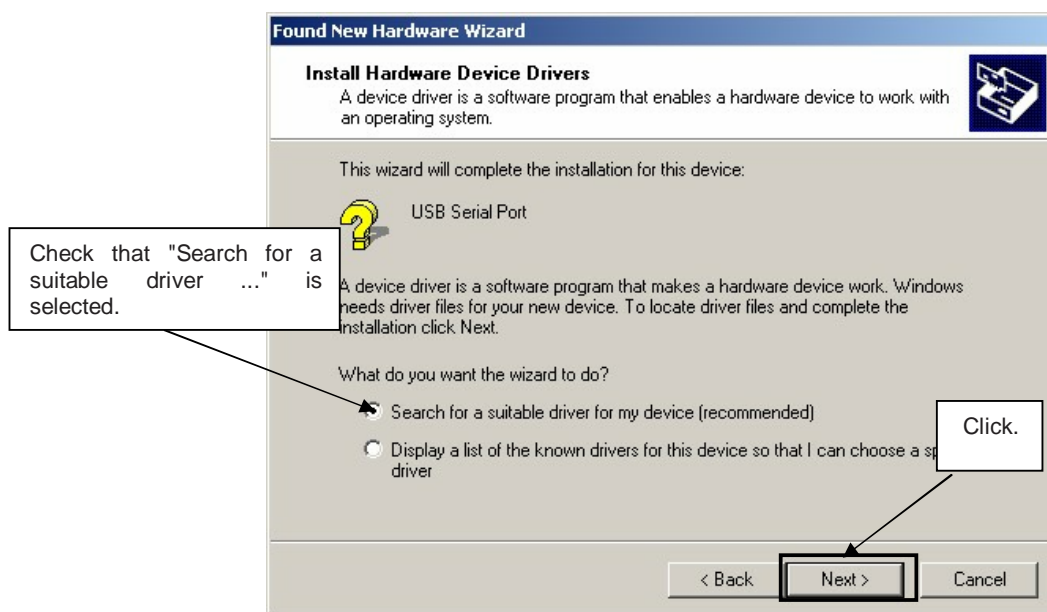 Found New Hardware Wizard
Install Hardware Device Drivers
A device driver is a software program that enables a hardware device to work with
an operating system.
This wizard will complete the installation for this device:
USB Serial Port
Check that "Search for a
suitable driver ..." is
selected.
A device driver is a software program that makes a hardware device work. Windows
needs driver files for your new device. To locate driver files and complete the
installation click Next.
What do you want the wizard to do?
Search for a suitable driver for my device (recommended)
Click.
Display a list of the known drivers for this device so that I can choose a
driver
< Back
Next >
Cancel